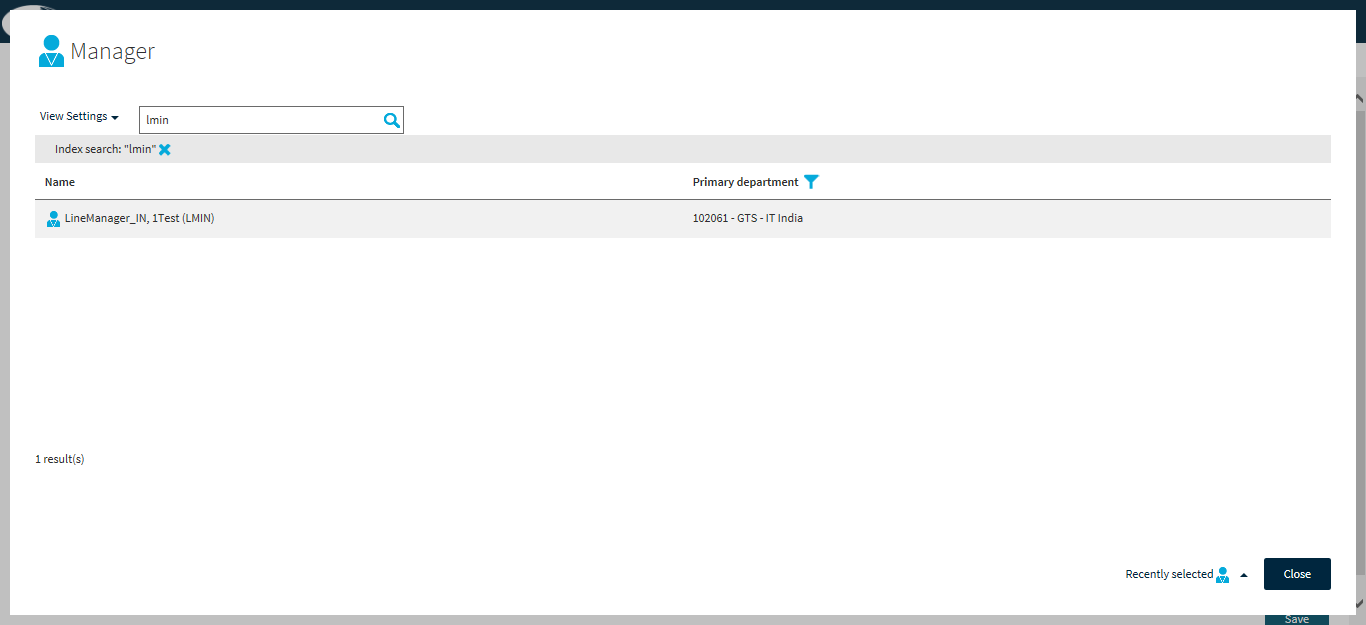 Manager
View Settings
lmin
Index search: "lmin"
Name Primary department
LineManager_IN, 1Test (LMIN) 102061 - GTS - IT India
1 result(s)
Recently selected Close
Save